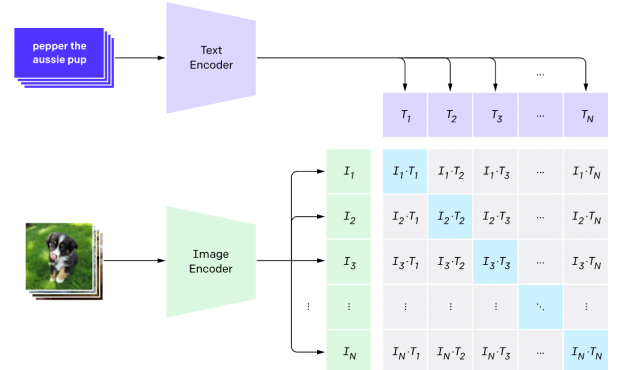 pepper the
aussie pup
Text
Encoder
...
T1 T2 T3 ... TN
I1 I1·T1 I1·T2 I1·T3 ... I1·TN
I2 I2·T1 I2·T2 I2·T3 ... I2·TN
Image
Encoder
I3 I3·T1 I3·T2 I3·T3 ... I3·TN
⋮ ⋮ ⋮ ⋮ ⋮ ⋱ ⋮
IN IN·T1 IN·T2 IN·T3 ... IN·TN